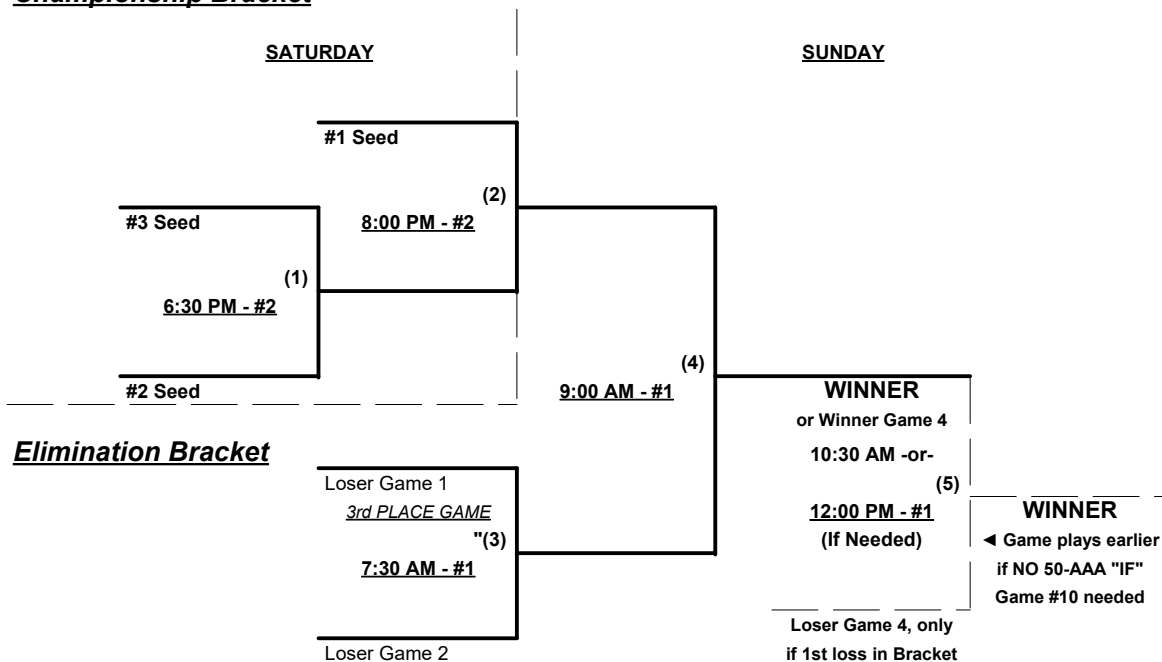 Championship Bracket
SATURDAY
SUNDAY
#1 Seed
(2)
8:00 PM - #2
#3 Seed
(1)
6:30 PM - #2
#2 Seed
(4)
9:00 AM - #1
WINNER
or Winner Game 4
10:30 AM -or-
(5)
12:00 PM - #1
(If Needed)
Loser Game 4, only
if 1st loss in Bracket
WINNER
◄ Game plays earlier
if NO 50-AAA "IF"
Game #10 needed
Elimination Bracket
Loser Game 1
3rd PLACE GAME
"(3)
7:30 AM - #1
Loser Game 2